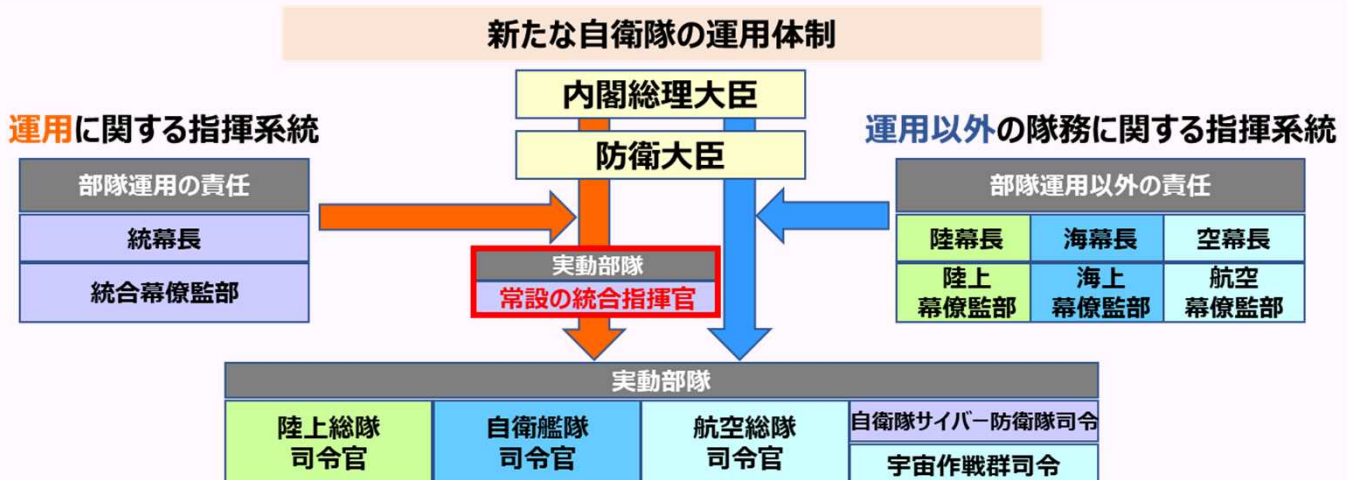 新たな自衛隊の運用体制
内閣総理大臣
防衛大臣
運用に関する指揮系統
部隊運用の責任
統幕長
統合幕僚監部
運用以外の隊務に関する指揮系統
部隊運用以外の責任
陸幕長
海幕長
空幕長
陸上
幕僚監部
海上
幕僚監部
航空
幕僚監部
実動部隊
常設の統合指揮官
実動部隊
陸上総隊
司令官
自衛艦隊
司令官
航空総隊
司令官
自衛隊サイバー防衛隊司令
宇宙作戦群司令